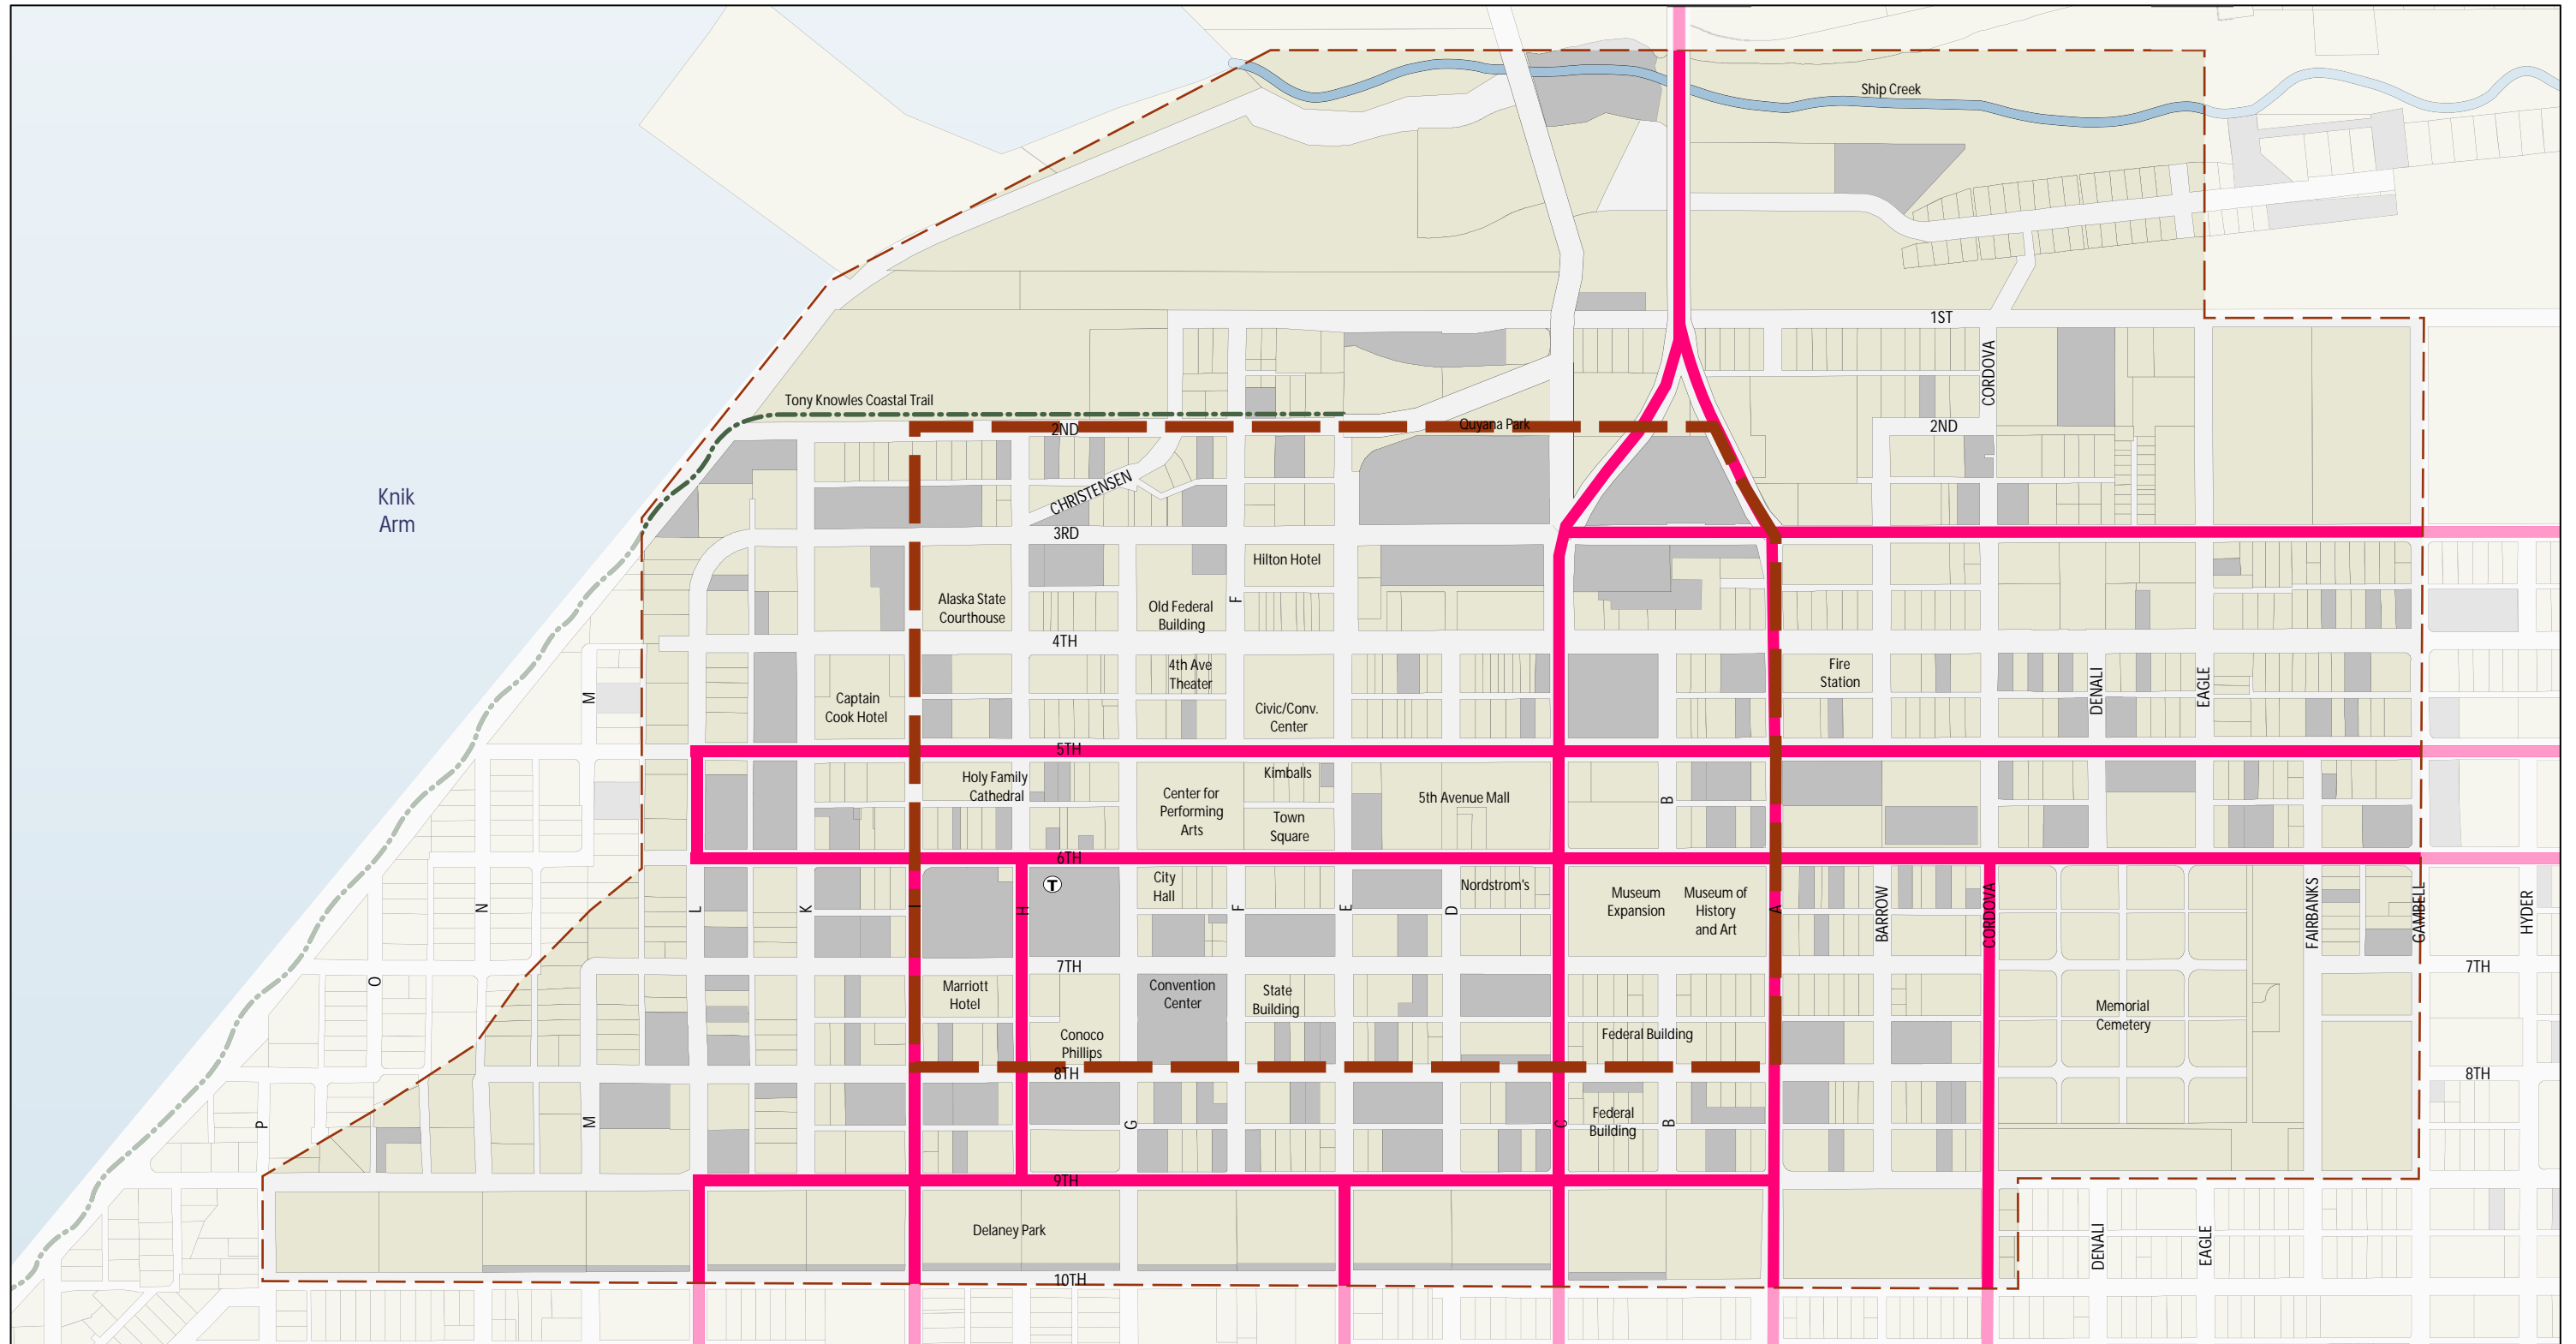 Ship Creek
1ST
CORDOVA
Tony Knowles Coastal Trail
2ND
Quyana Park
2ND
Knik
Arm
CHRISTENSEN
3RD
Hilton Hotel
F
Alaska State
Courthouse
Old Federal
Building
4TH
M
4th Ave
Theater
Fire
Station
DENALI
EAGLE
Captain
Cook Hotel
Civic/Conv.
Center
5TH
Holy Family
Cathedral
Kimballs
Center for
Performing
Arts
5th Avenue Mall
B
Town
Square
6TH
T
City
Hall
Nordstrom's
Museum
Expansion
Museum of
History
and Art
N
L
K
I
H
F
E
D
A
BARROW
CORDOVA
FAIRBANKS
GAMBELL
HYDER
7TH
7TH
O
Marriott
Hotel
Convention
Center
State
Building
Memorial
Cemetery
Conoco
Phillips
Federal Building
8TH
8TH
P
M
G
C
Federal
Building
B
9TH
Delaney Park
DENALI
EAGLE
10TH